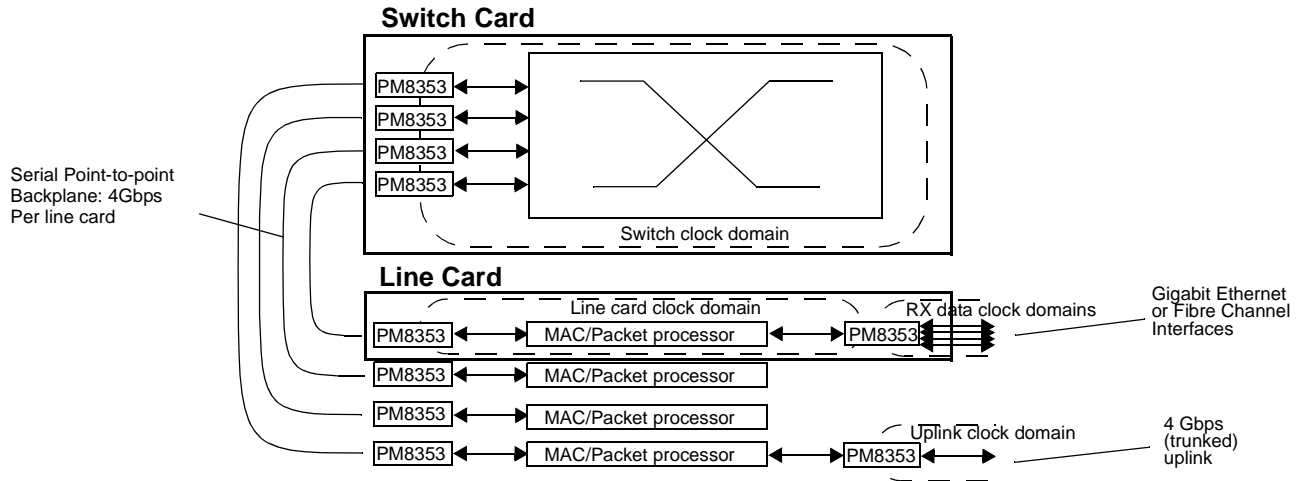 Switch Card
PM8353
PM8353
PM8353
PM8353
Serial Point-to-point
Backplane: 4Gbps
Per line card
Switch clock domain
Line Card
Line card clock domain
RX data clock domains
Gigabit Ethernet
or Fibre Channel
Interfaces
PM8353
MAC/Packet processor
PM8353
PM8353
MAC/Packet processor
PM8353
MAC/Packet processor
Uplink clock domain
4 Gbps
(trunked)
uplink
PM8353
MAC/Packet processor
PM8353